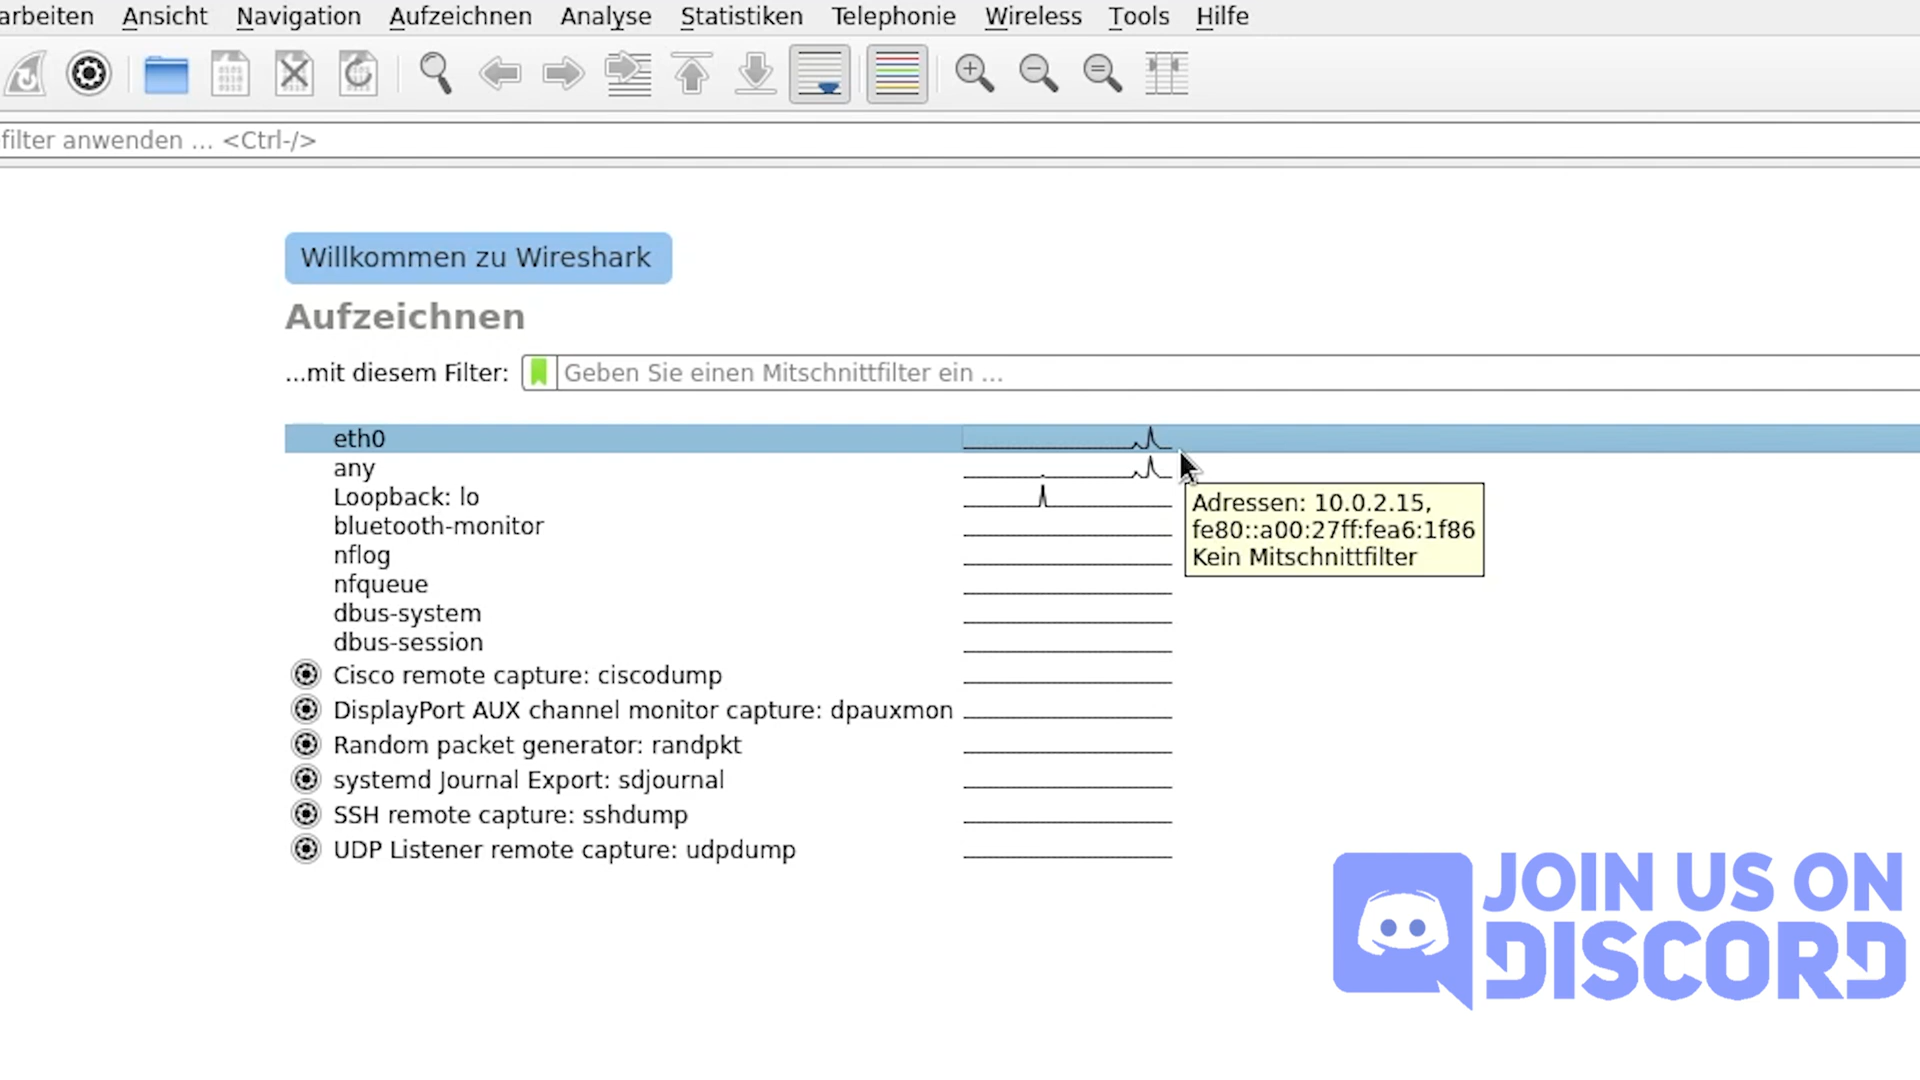 arbeiten Ansicht Navigation Aufzeichnen Analyse Statistiken Telephonie Wireless Tools Hilfe
filter anwenden ... <Ctrl-/>
Willkommen zu Wireshark
Aufzeichnen
...mit diesem Filter: Geben Sie einen Mitschnittfilter ein ...
eth0
any
Loopback: lo
bluetooth-monitor
nflog
nfqueue
dbus-system
dbus-session
Cisco remote capture: ciscodump
DisplayPort AUX channel monitor capture: dpauxmon
Random packet generator: randpkt
systemd Journal Export: sdjournal
SSH remote capture: sshdump
UDP Listener remote capture: udpdump
Adressen: 10.0.2.15,
fe80::a00:27ff:fea6:1f86
Kein Mitschnittfilter
JOIN US ON
DISCORD